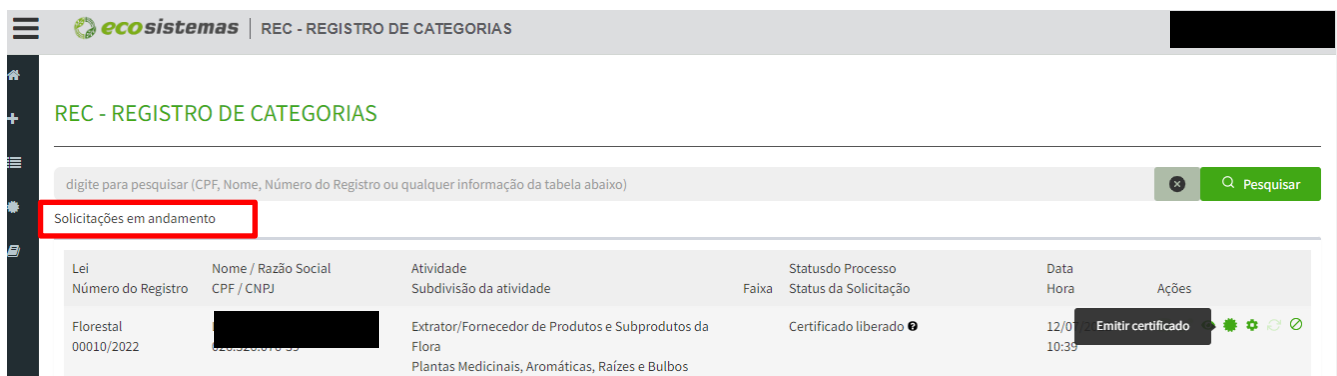 ecosistemas | REC - REGISTRO DE CATEGORIAS
REC - REGISTRO DE CATEGORIAS
digite para pesquisar (CPF, Nome, Número do Registro ou qualquer informação da tabela abaixo)
Pesquisar
Solicitações em andamento
Lei Nome / Razão Social Atividade Statusdo Processo Data
Número do Registro CPF / CNPJ Subdivisão da atividade Faixa Status da Solicitação Hora Ações
Florestal Extrator/Fornecedor de Produtos e Subprodutos da Certificado liberado 12/07/ Emitir certificado
00010/2022 Flora 10:39
Plantas Medicinais, Aromáticas, Raízes e Bulbos